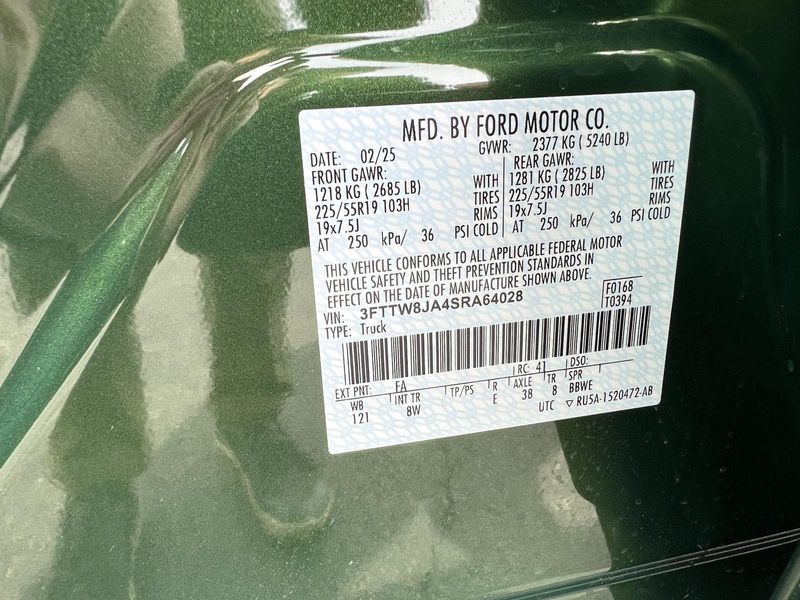 MFD. BY FORD MOTOR CO.
DATE: 02/25 GVWR: 2377 KG ( 5240 LB)
FRONT GAWR: REAR GAWR:
1218 KG ( 2685 LB) WITH 1281 KG ( 2825 LB) WITH
225/55R19 103H TIRES 225/55R19 103H TIRES
19x7.5J RIMS 19x7.5J RIMS
AT 250 kPa/ 36 PSI COLD AT 250 kPa/ 36 PSI COLD
THIS VEHICLE CONFORMS TO ALL APPLICABLE FEDERAL MOTOR
VEHICLE SAFETY AND THEFT PREVENTION STANDARDS IN
EFFECT ON THE DATE OF MANUFACTURE SHOWN ABOVE.
VIN: 3FTTW8JA4SRA64028 F0168
TYPE: Truck T0394
EXT PNT: EA RC: 41 DSO:
WB INT TR TP/PS R AXLE TR SPR
121 8W E 38 8 BBWE
UTC ▽ RU5A-1520472-AB